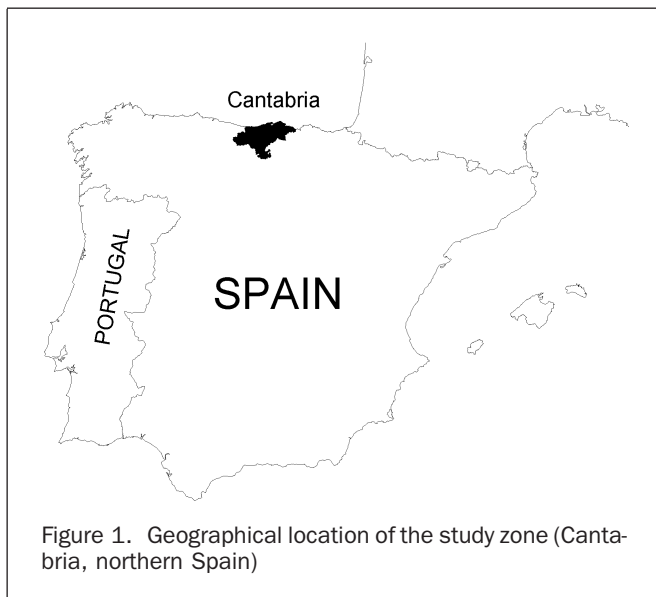 Cantabria
SPAIN
PORTUGAL
Figure 1. Geographical location of the study zone (Canta-
bria, northern Spain)